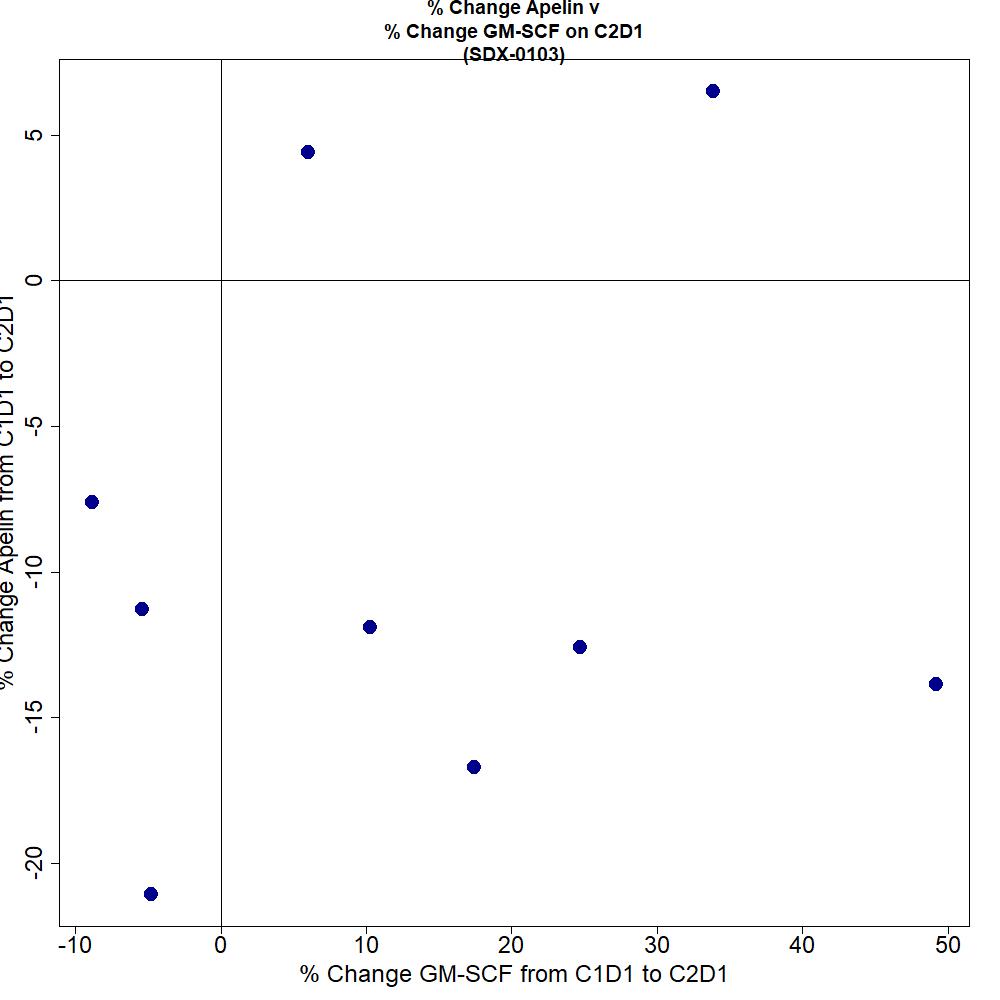 % Change Apelin v
% Change GM-SCF on C2D1
(SDX-0103)
% Change Apelin from C1D1 to C2D1
5
0
-5
-10
-15
-20
-10
0
10
20
30
40
50
% Change GM-SCF from C1D1 to C2D1